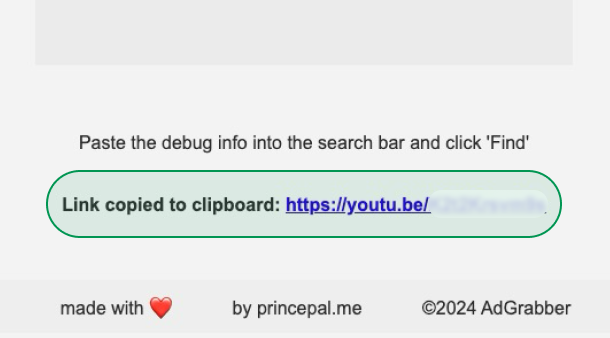 Paste the debug info into the search bar and click 'Find'
Link copied to clipboard: https://youtu.be/
made with ❤️ by princepal.me ©2024 AdGrabber